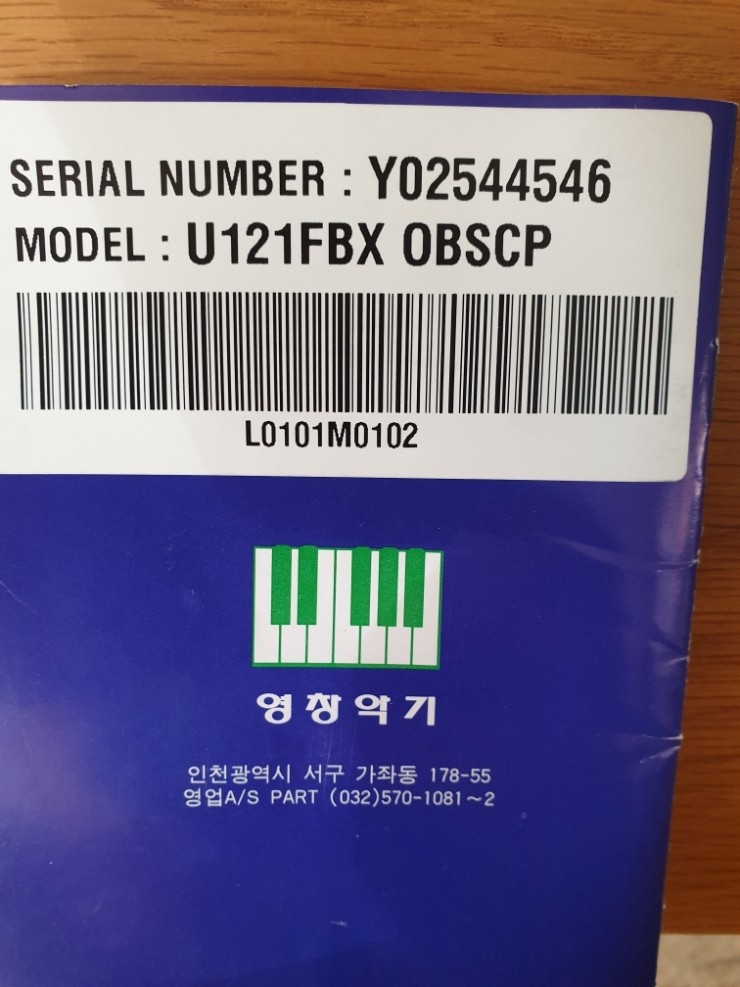 SERIAL NUMBER : Y02544546
MODEL : U121FBX OBSCP
L0101M0102
영창악기
인천광역시 서구 가좌동 178-55
영업A/S PART (032)570-1081~2